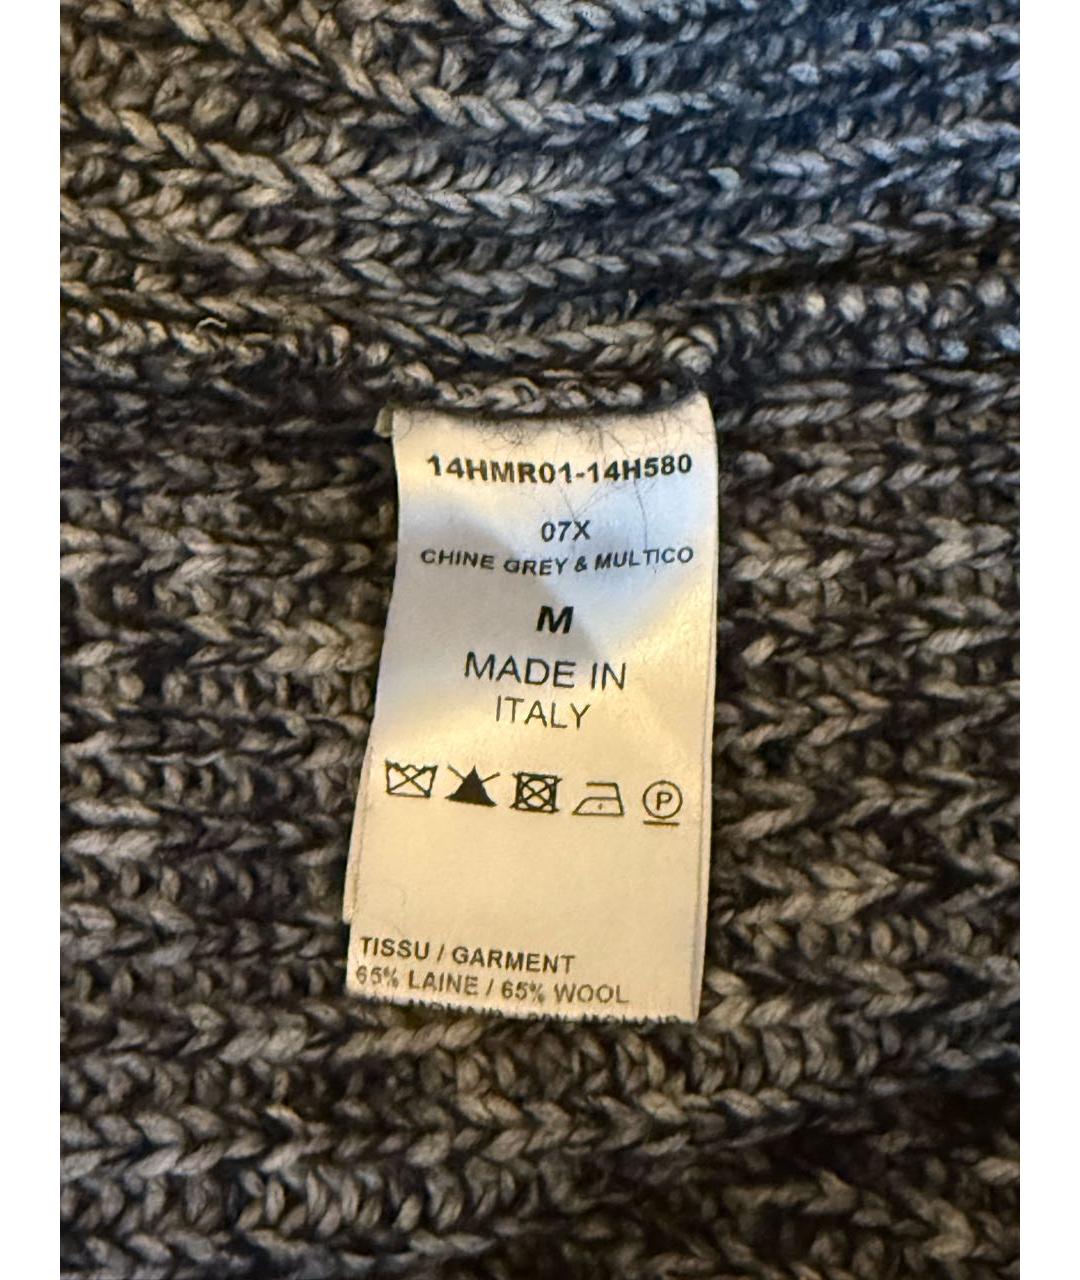 14HMR01-14H580
07X
CHINE GREY & MULTICO
M
MADE IN
ITALY
P
TISSU / GARMENT
65% LAINE / 65% WOOL